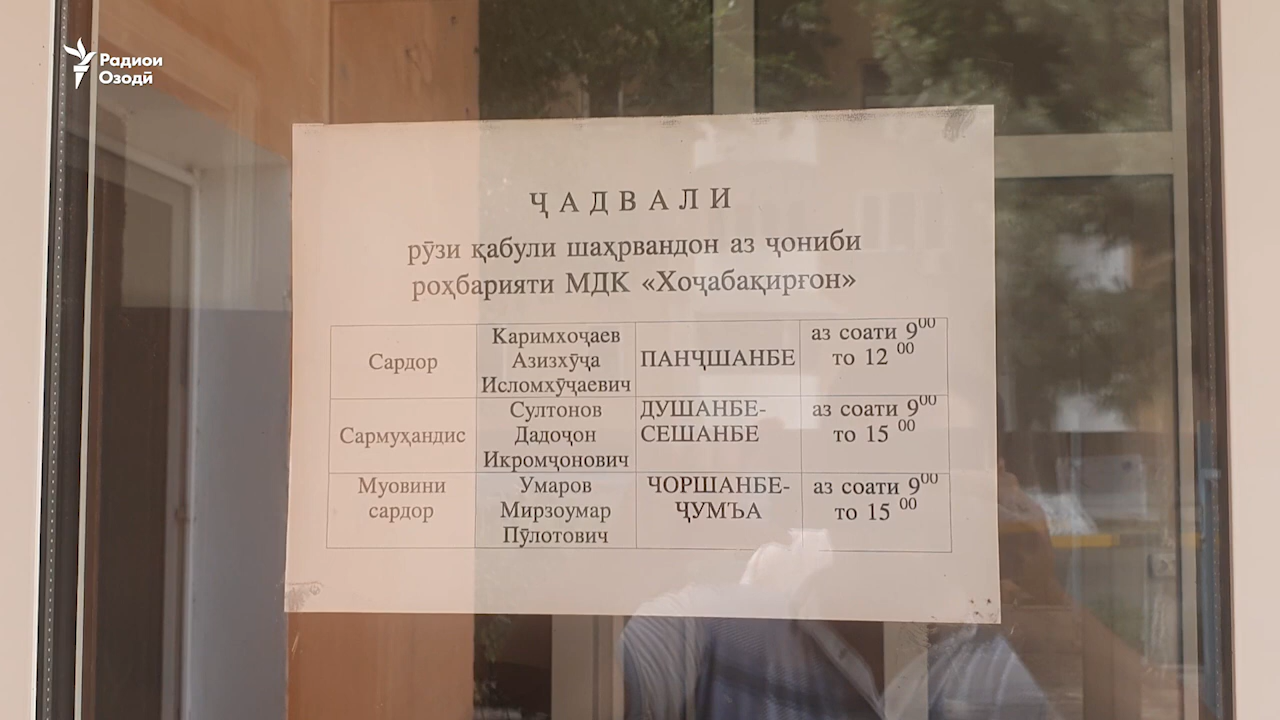 Радиои
Озодӣ
ҶАДВАЛИ
рӯзи қабули шаҳрвандон аз ҷониби
роҳбарияти МДК «Хоҷабақирғон»
Сардор
Каримхоҷаев
Азизхӯҷа
Исломхӯҷаевич
ПАНҶШАНБЕ
аз соати 9⁰⁰
то 12 ⁰⁰
Сармуҳандис
Султонов
Дадоҷон
Икромҷонович
ДУШАНБЕ-
СЕШАНБЕ
аз соати 9⁰⁰
то 15 ⁰⁰
Муовини
сардор
Умаров
Мирзоумар
Пӯлотович
ЧОРШАНБЕ-
ҶУМЪА
аз соати 9⁰⁰
то 15 ⁰⁰